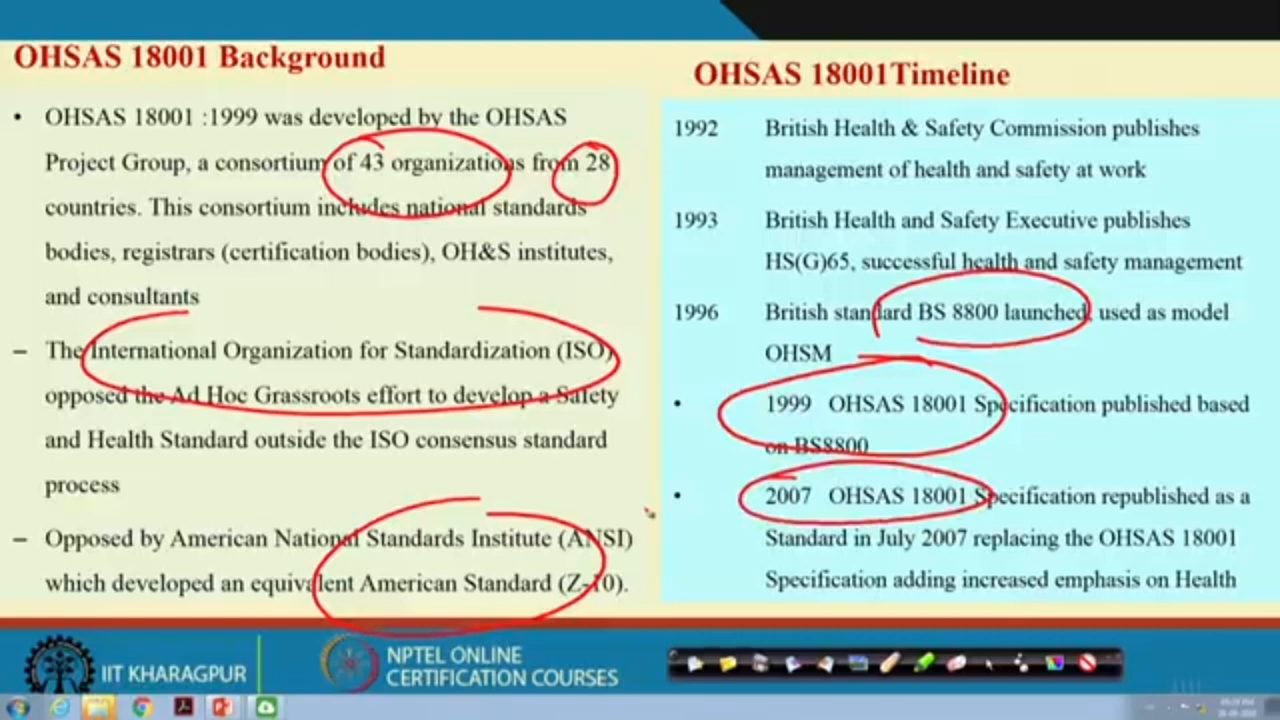 OHSAS 18001 Background
• OHSAS 18001 :1999 was developed by the OHSAS
Project Group, a consortium of 43 organizations from 28
countries. This consortium includes national standards
bodies, registrars (certification bodies), OH&S institutes,
and consultants
– The International Organization for Standardization (ISO)
opposed the Ad Hoc Grassroots effort to develop a Safety
and Health Standard outside the ISO consensus standard
process
– Opposed by American National Standards Institute (ANSI)
which developed an equivalent American Standard (Z-10).
OHSAS 18001Timeline
1992 British Health & Safety Commission publishes
management of health and safety at work
1993 British Health and Safety Executive publishes
HS(G)65, successful health and safety management
1996 British standard BS 8800 launched, used as model
OHSM
• 1999 OHSAS 18001 Specification published based
on BS8800
• 2007 OHSAS 18001 Specification republished as a
Standard in July 2007 replacing the OHSAS 18001
Specification adding increased emphasis on Health
IIT KHARAGPUR
NPTEL ONLINE
CERTIFICATION COURSES